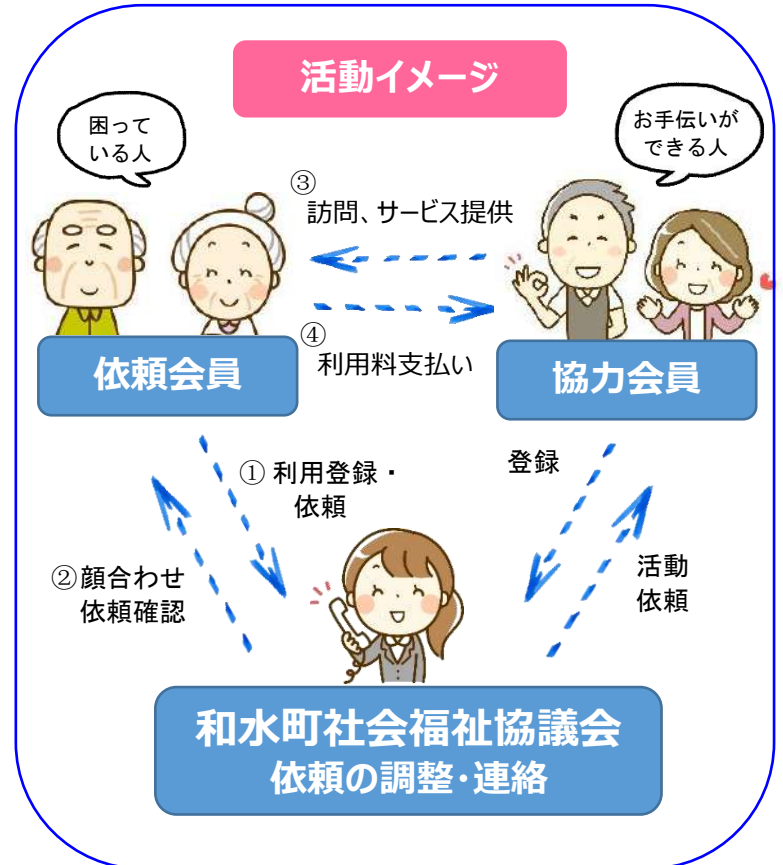 活動イメージ
困って
いる人
お手伝いが
できる人
③
訪問、サービス提供
④
利用料支払い
依頼会員
協力会員
① 利用登録・
依頼
登録
②顔合わせ
依頼確認
活動
依頼
和水町社会福祉協議会
依頼の調整・連絡